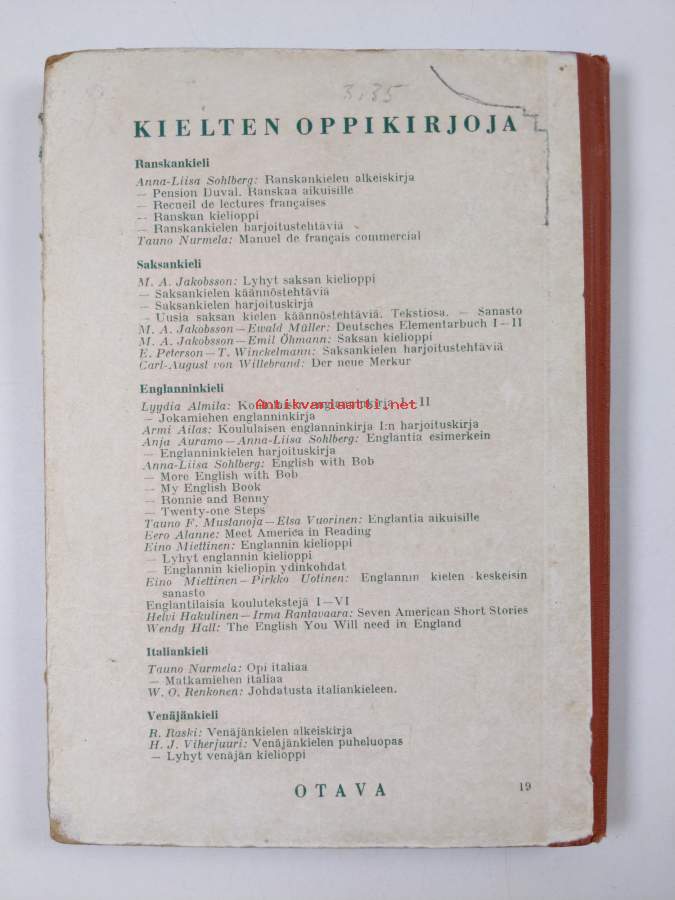 3.35
KIELTEN OPPIKIRJOJA
Ranskankieli
Anna-Liisa Sohlberg: Ranskankielen alkeiskirja
— Pension Duval. Ranskaa aikuisille
— Recueil de lectures françaises
— Ranskan kielioppi
— Ranskankielen harjoitustehtäviä
Tauno Nurmela: Manuel de français commercial
Saksankieli
M. A. Jakobsson: Lyhyt saksan kielioppi
— Saksankielen käännöstehtäviä
— Saksankielen harjoituskirja
— Uusia saksan kielen käännöstehtäviä. Tekstiosa. — Sanasto
M. A. Jakobsson—Ewald Müller: Deutsches Elementarbuch I—II
M. A. Jakobsson—Emil Öhmann: Saksan kielioppi
E. Peterson—T. Winckelmann: Saksankielen harjoitustehtäviä
Carl-August von Willebrand: Der neue Merkur
Englanninkieli
Lyydia Almila: Koululaisen englanninkirja I—II
Antikvariaatti.net
— Jokamiehen englanninkirja
Armi Ailas: Koululaisen englanninkirja I:n harjoituskirja
Anja Auramo—Anna-Liisa Sohlberg: Englantia esimerkein
— Englanninkielen harjoituskirja
Anna-Liisa Sohlberg: English with Bob
— More English with Bob
— My English Book
— Ronnie and Benny
— Twenty-one Steps
Tauno F. Mustanoja—Elsa Vuorinen: Englantia aikuisille
Eero Alanne: Meet America in Reading
Eino Miettinen: Englannin kielioppi
— Lyhyt englannin kielioppi
— Englannin kieliopin ydinkohdat
Eino Miettinen—Pirkko Uotinen: Englannin kielen keskeisin
sanasto
Englantilaisia koulutekstejä I—VI
Helvi Hakulinen—Irma Rantavaara: Seven American Short Stories
Wendy Hall: The English You Will need in England
Italiankieli
Tauno Nurmela: Opi italiaa
— Matkamiehen italiaa
W. O. Renkonen: Johdatusta italiankieleen.
Venäjänkieli
R. Raski: Venäjänkielen alkeiskirja
H. J. Viherjuuri: Venäjänkielen puheluopas
— Lyhyt venäjän kielioppi
OTAVA
19